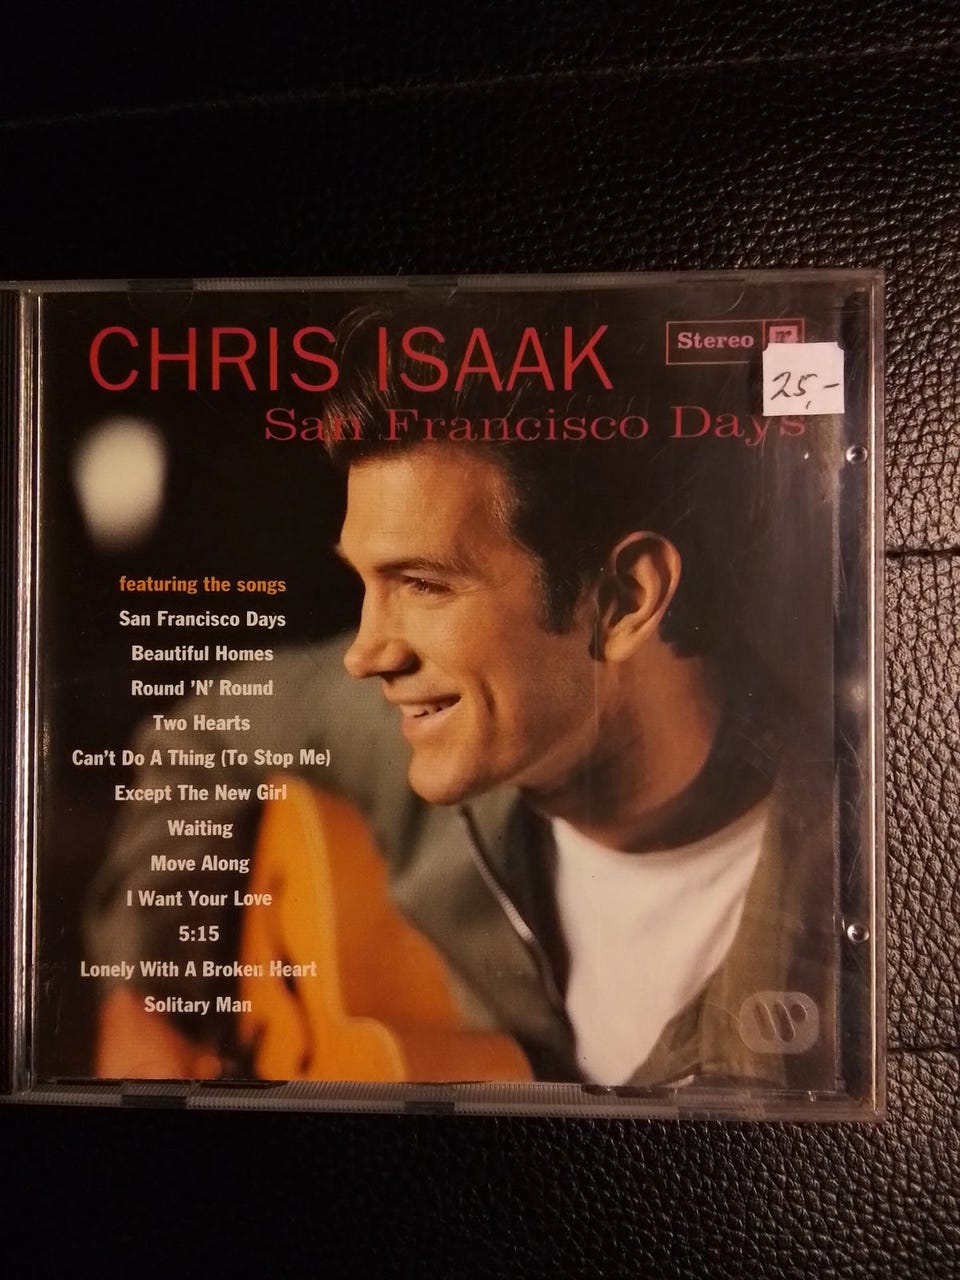 CHRIS ISAAK
Stereo r
25,-
San Francisco Days
featuring the songs
San Francisco Days
Beautiful Homes
Round 'N' Round
Two Hearts
Can't Do A Thing (To Stop Me)
Except The New Girl
Waiting
Move Along
I Want Your Love
5:15
Lonely With A Broken Heart
Solitary Man